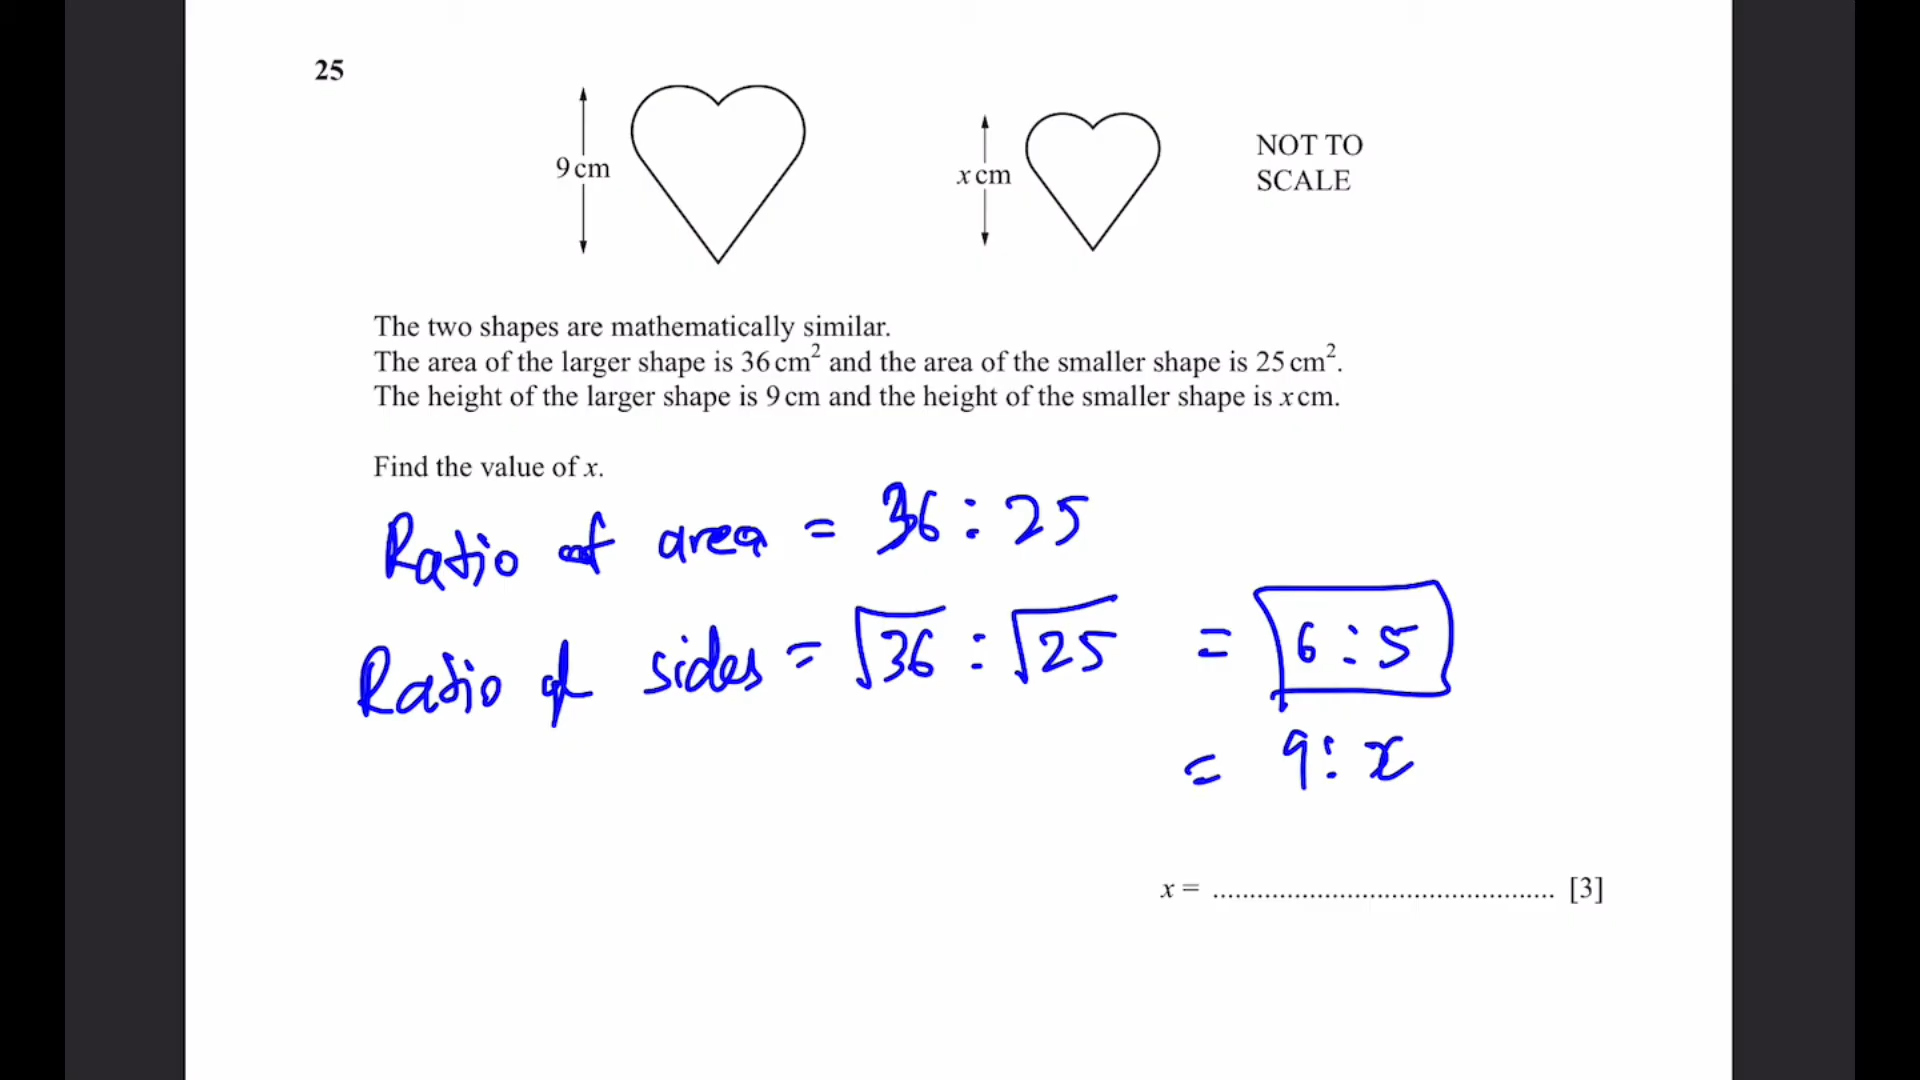 25
9 cm
x cm
NOT TO
SCALE
The two shapes are mathematically similar.
The area of the larger shape is 36 cm² and the area of the smaller shape is 25 cm².
The height of the larger shape is 9 cm and the height of the smaller shape is x cm.
Find the value of x.
Ratio of area = 36 : 25
Ratio of sides = √36 : √25 = 6 : 5
= 9 : x
x = ............................................. [3]